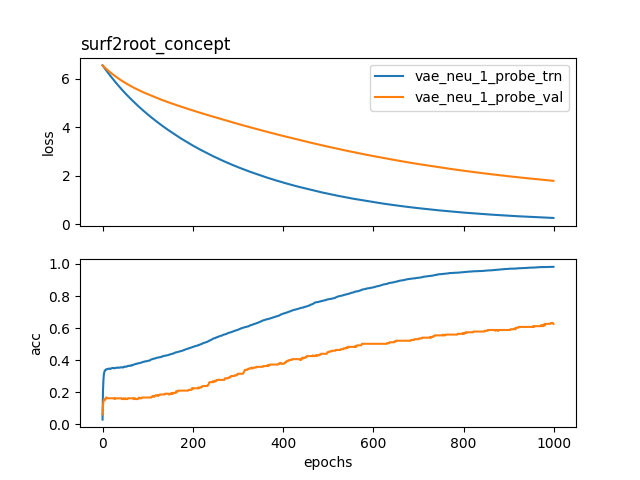 surf2root_concept
vae_neu_1_probe_trn
vae_neu_1_probe_val
loss
6
4
2
0
acc
1.0
0.8
0.6
0.4
0.2
0.0
0 200 400 600 800 1000
epochs